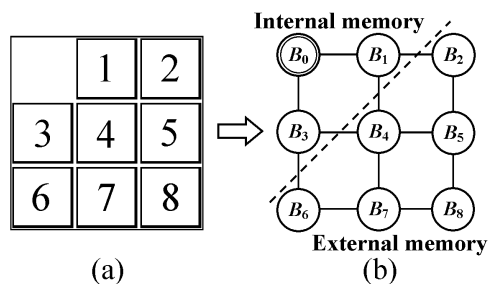 Internal memory
1 2
3 4 5
6 7 8
B0 B1 B2
B3 B4 B5
B6 B7 B8
External memory
(a) (b)